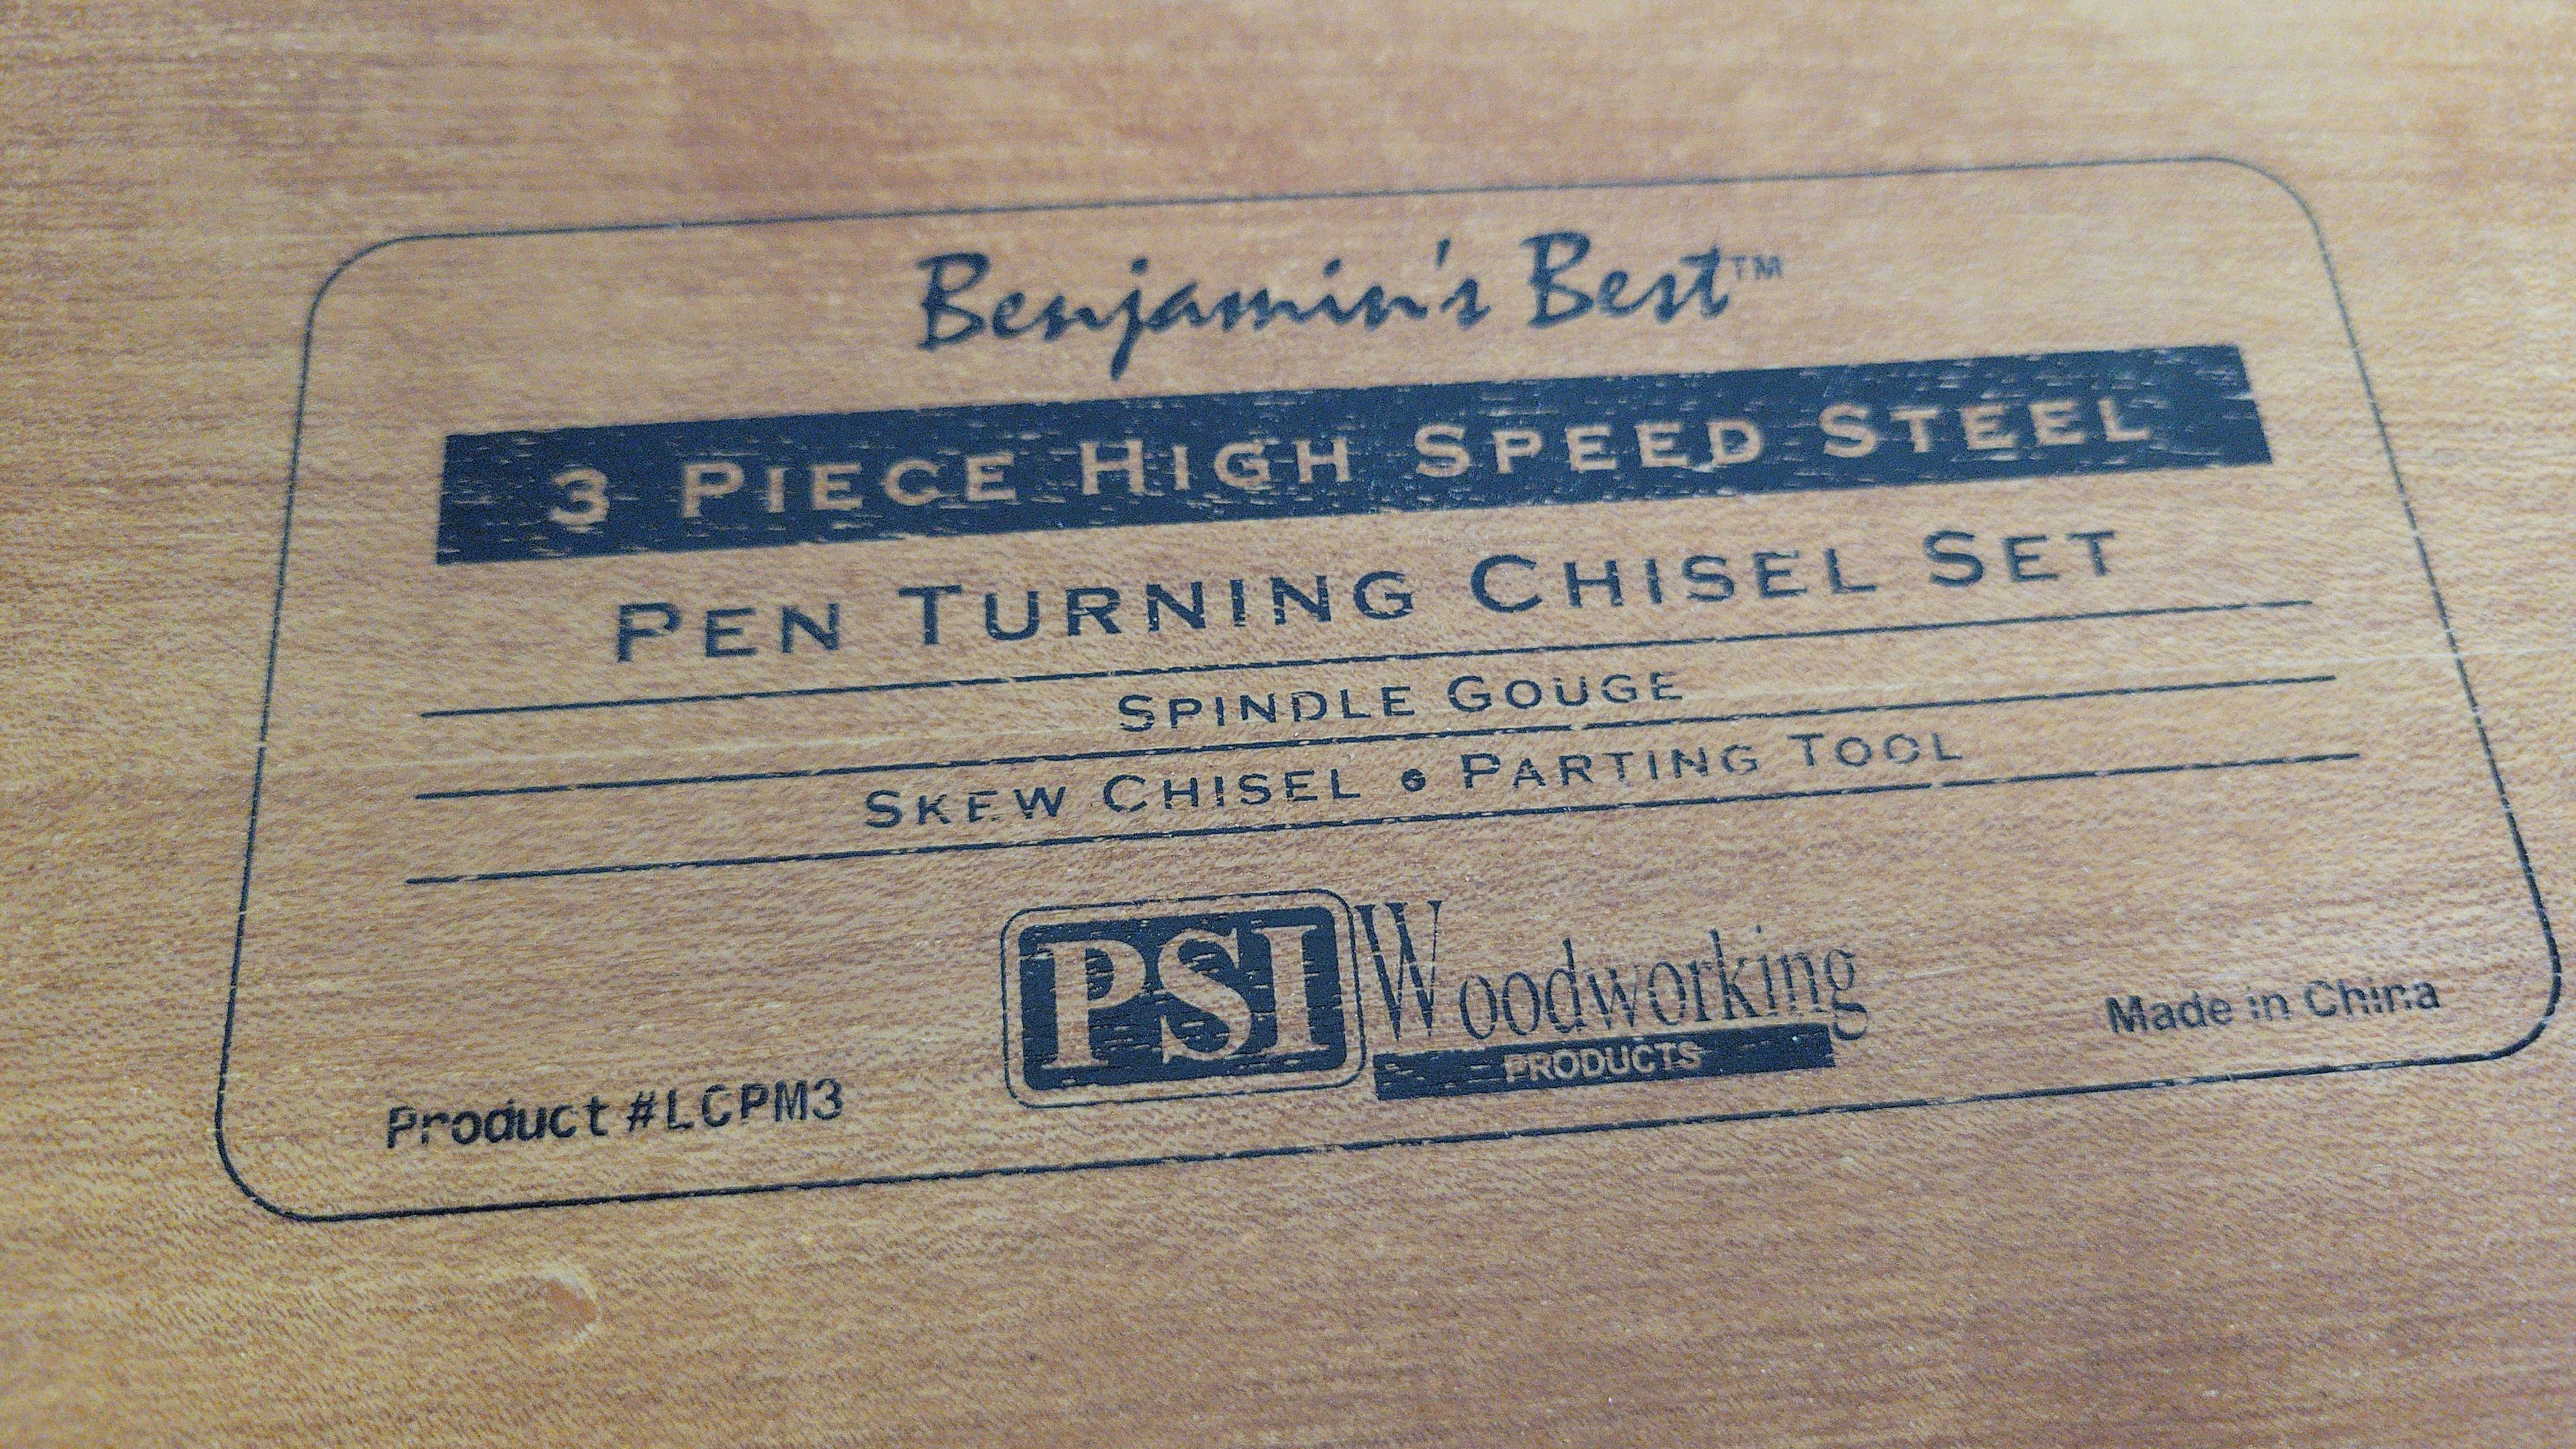 Benjamin's Best™
3 PIECE HIGH SPEED STEEL
PEN TURNING CHISEL SET
SPINDLE GOUGE
SKEW CHISEL • PARTING TOOL
PSI Woodworking
PRODUCTS
Product #LCPM3
Made in China